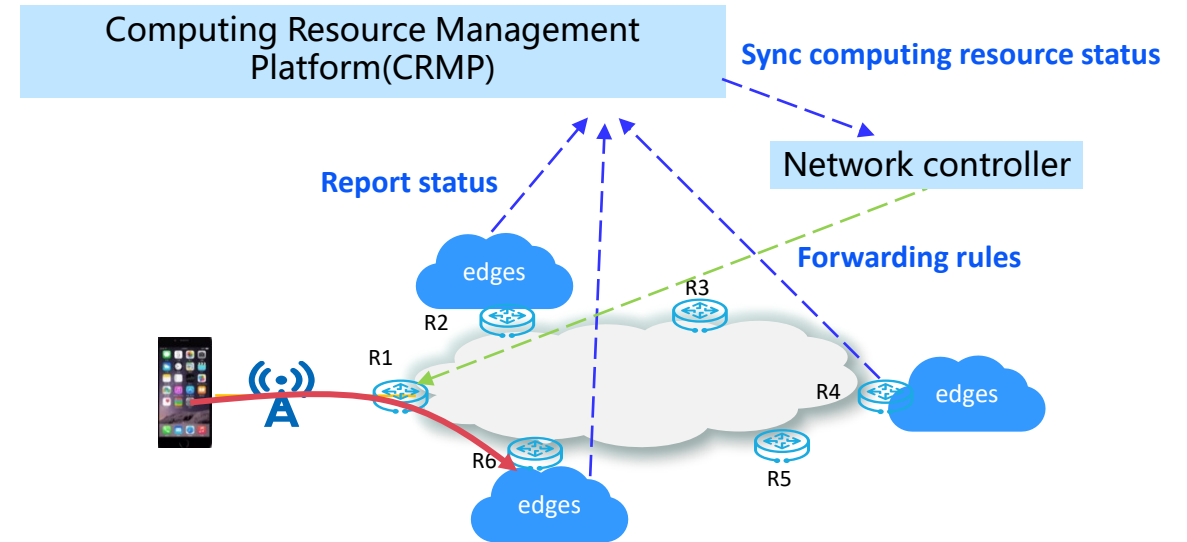 Computing Resource Management
Platform(CRMP)
Sync computing resource status
Network controller
Report status
Forwarding rules
edges
R3
R2
R1
R4
edges
R6
R5
edges